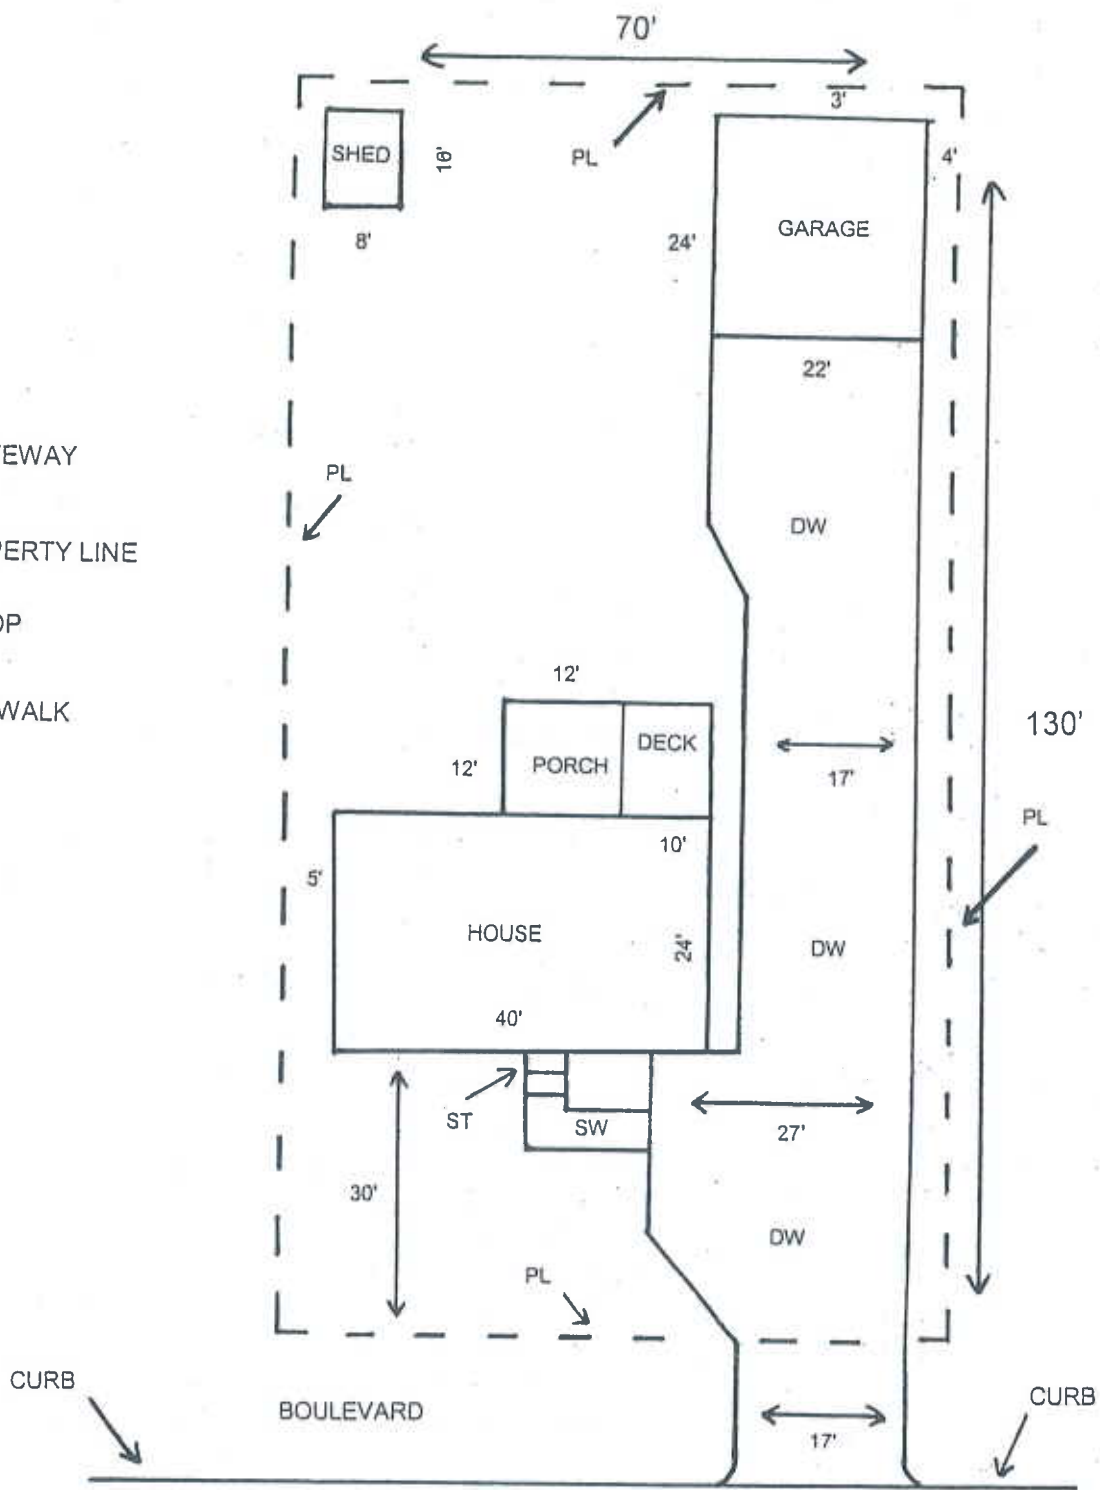 70'
3'
SHED
PL
4'
8'
24'
GARAGE
22'
EWAY
PL
DW
PERTY LINE
OP
WALK
12'
DECK
130'
12'
PORCH
17'
PL
10'
5'
HOUSE
24'
DW
40'
ST
SW
27'
30'
DW
PL
CURB
BOULEVARD
CURB
17'